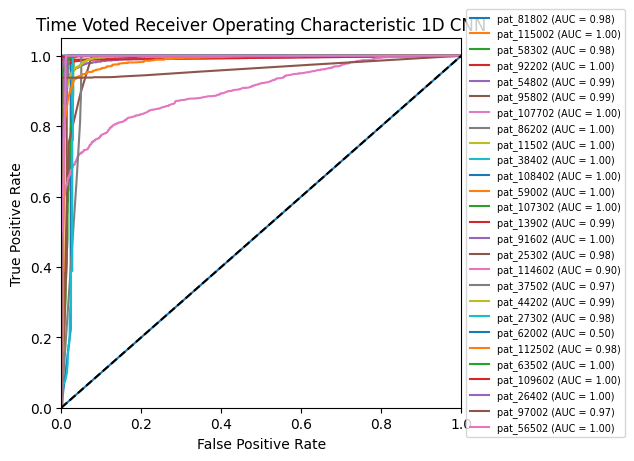 Time Voted Receiver Operating Characteristic 1D CNN
1.0
0.8
0.6
0.4
0.2
0.0
True Positive Rate
0.0 0.2 0.4 0.6 0.8 1.0
False Positive Rate
pat_81802 (AUC = 0.98)
pat_115002 (AUC = 1.00)
pat_58302 (AUC = 0.98)
pat_92202 (AUC = 1.00)
pat_54802 (AUC = 0.99)
pat_95802 (AUC = 0.99)
pat_107702 (AUC = 1.00)
pat_86202 (AUC = 1.00)
pat_11502 (AUC = 1.00)
pat_38402 (AUC = 1.00)
pat_108402 (AUC = 1.00)
pat_59002 (AUC = 1.00)
pat_107302 (AUC = 1.00)
pat_13902 (AUC = 0.99)
pat_91602 (AUC = 1.00)
pat_25302 (AUC = 0.98)
pat_114602 (AUC = 0.90)
pat_37502 (AUC = 0.97)
pat_44202 (AUC = 0.99)
pat_27302 (AUC = 0.98)
pat_62002 (AUC = 0.50)
pat_112502 (AUC = 0.98)
pat_63502 (AUC = 1.00)
pat_109602 (AUC = 1.00)
pat_26402 (AUC = 1.00)
pat_97002 (AUC = 0.97)
pat_56502 (AUC = 1.00)